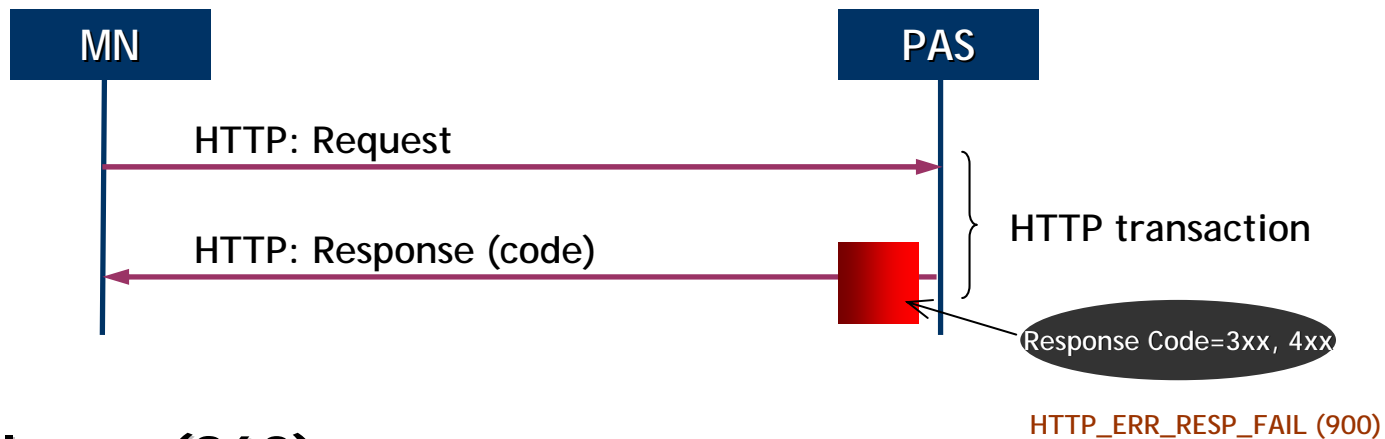 MN
PAS
HTTP: Request
HTTP transaction
HTTP: Response (code)
Response Code=3xx, 4xx
HTTP_ERR_RESP_FAIL (900)